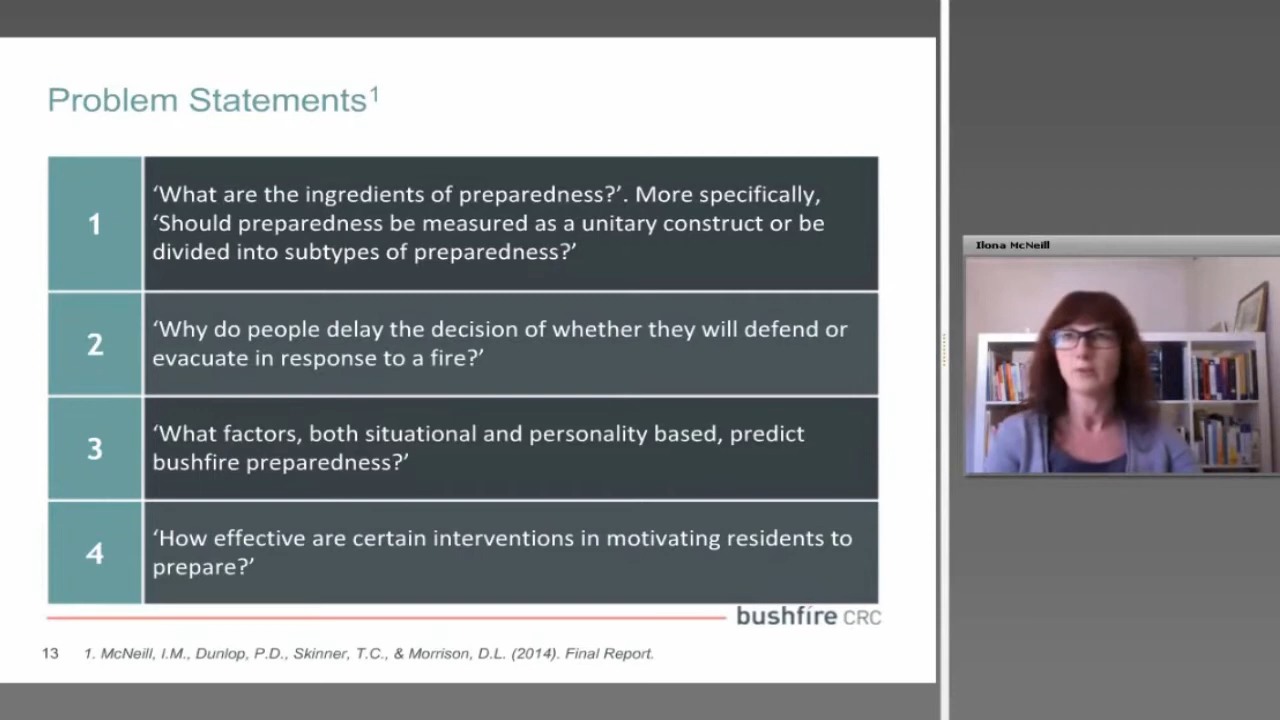 Problem Statements¹
1
‘What are the ingredients of preparedness?’. More specifically,
‘Should preparedness be measured as a unitary construct or be
divided into subtypes of preparedness?’
2
‘Why do people delay the decision of whether they will defend or
evacuate in response to a fire?’
3
‘What factors, both situational and personality based, predict
bushfire preparedness?’
4
‘How effective are certain interventions in motivating residents to
prepare?’
bushfire CRC
13 1. McNeill, I.M., Dunlop, P.D., Skinner, T.C., & Morrison, D.L. (2014). Final Report.
Ilona McNeill